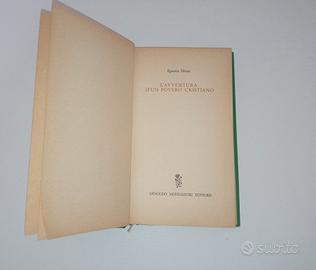 Ignazio Silone
L'AVVENTURA
D'UN POVERO CRISTIANO
ARNOLDO MONDADORI EDITORE
subito